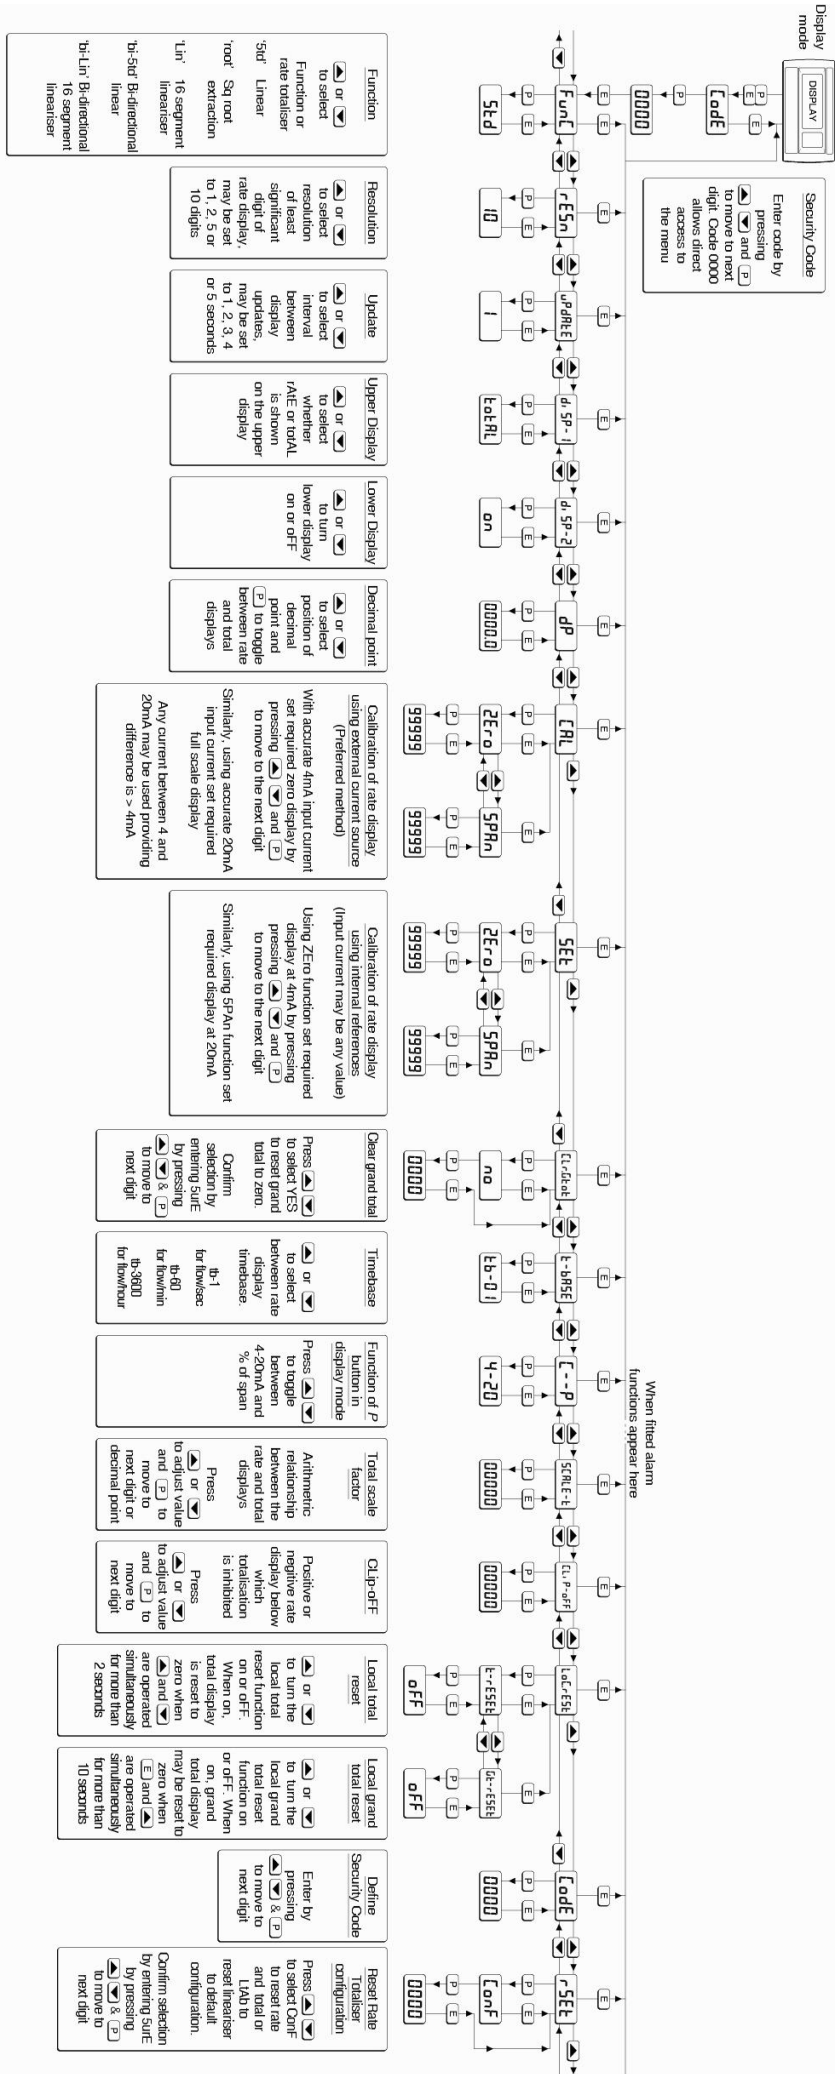 Display
mode
DISPLAY
P
E
E
CodE
P
0000
E
E
FunC
P
E
Std
Security Code
Enter code by
pressing
▲ ▼ and P
to move to next
digit. Code 0000
allows direct
access to
the menu
E
rESn
P
E
10
E
uPdAtE
P
E
1
E
diSP-1
P
E
totAL
E
diSP-2
P
E
on
E
dP
P
E
0000.0
E
CAL
P
E
ZEro
P
E
99999
E
SPAn
P
E
99999
E
SEt
P
E
ZEro
P
E
99999
E
SPAn
P
E
99999
E
CLrGtot
P
E
no
P
E
0000
E
t-bASE
P
E
tb-01
When fitted alarm
functions appear here
E
C--P
P
E
4-20
E
SCALE-t
P
E
00000
E
CLiP-oFF
P
E
00000
E
LoCrESt
P
E
t-rESEt
P
E
oFF
E
Gt-rESEt
P
E
oFF
E
CodE
P
E
0000
E
rSEt
P
E
ConF
P
E
0000
Function
▲ or ▼
to select
Function or
rate totaliser
'5td' Linear
'root' Sq root
extraction
'Lin' 16 segment
lineariser
'bi-5td' Bi-directional
linear
'bi-Lin' Bi-directional
16 segment
lineariser
Resolution
▲ or ▼
to select
resolution
of least
significant
digit of
rate display,
may be set
to 1, 2, 5 or
10 digits
Update
▲ or ▼
to select
interval
between
display
updates,
may be set
to 1, 2, 3, 4
or 5 seconds
Upper Display
▲ or ▼
to select
whether
rAtE or totAL
is shown
on the upper
display
Lower Display
▲ or ▼
to turn
lower display
on or oFF
Decimal point
▲ or ▼
to select
position of
decimal
point and
P to toggle
between rate
and total
displays
Calibration of rate display
using external current source
(Preferred method)
With accurate 4mA input current
set required zero display by
pressing ▲ ▼ and P
to move to the next digit
Similarly, using accurate 20mA
input current set required
full scale display
Any current between 4 and
20mA may be used providing
difference is > 4mA
Calibration of rate display
using internal references
(Input current may be any value)
Using ZEro function set required
display at 4mA by pressing
pressing ▲ ▼ and P
to move to the next digit
Similarly, using 5PAn function set
required display at 20mA
Clear grand total
Press ▲ ▼
to select YES
to reset grand
total to zero.
Confirm
selection by
entering 5urE
by pressing
▲ ▼ & P
to move to
next digit
Timebase
▲ or ▼
to select
between rate
display
timebase.
tb-1
for flow/sec
tb-60
for flow/min
tb-3600
for flow/hour
Function of P
button in
display mode
Press ▲ ▼
to toggle
between
4-20mA and
% of span
Total scale
factor
Arithmetric
relationship
between the
rate and total
displays
Press
▲ or ▼
to adjust value
and P to
move to
next digit or
decimal point
CLip-oFF
Positive or
negitive rate
display below
which
totalisation
is inhibited
Press
▲ or ▼
to adjust value
and P to
move to
next digit
Local total
reset
▲ or ▼
to turn the
local total
reset function
on or oFF.
When on,
total display
is reset to
zero when
▲ and ▼
are operated
simultaneously
for more than
2 seconds
Local grand
total reset
▲ or ▼
to turn the
local grand
total reset
function on
or oFF. When
on, grand
total display
may be reset to
zero when
E and ▲
are operated
simultaneously
for more than
10 seconds
Define
Security Code
Enter by
pressing
▲ ▼ & P
to move to
next digit
Reset Rate
Totaliser
configuration
Press ▲ ▼
to select ConF
to reset rate
and total or
LtAb to
reset lineariser
to default
configuration.
Confirm selection
by entering 5urE
by pressing
▲ ▼ & P
to move to
next digit